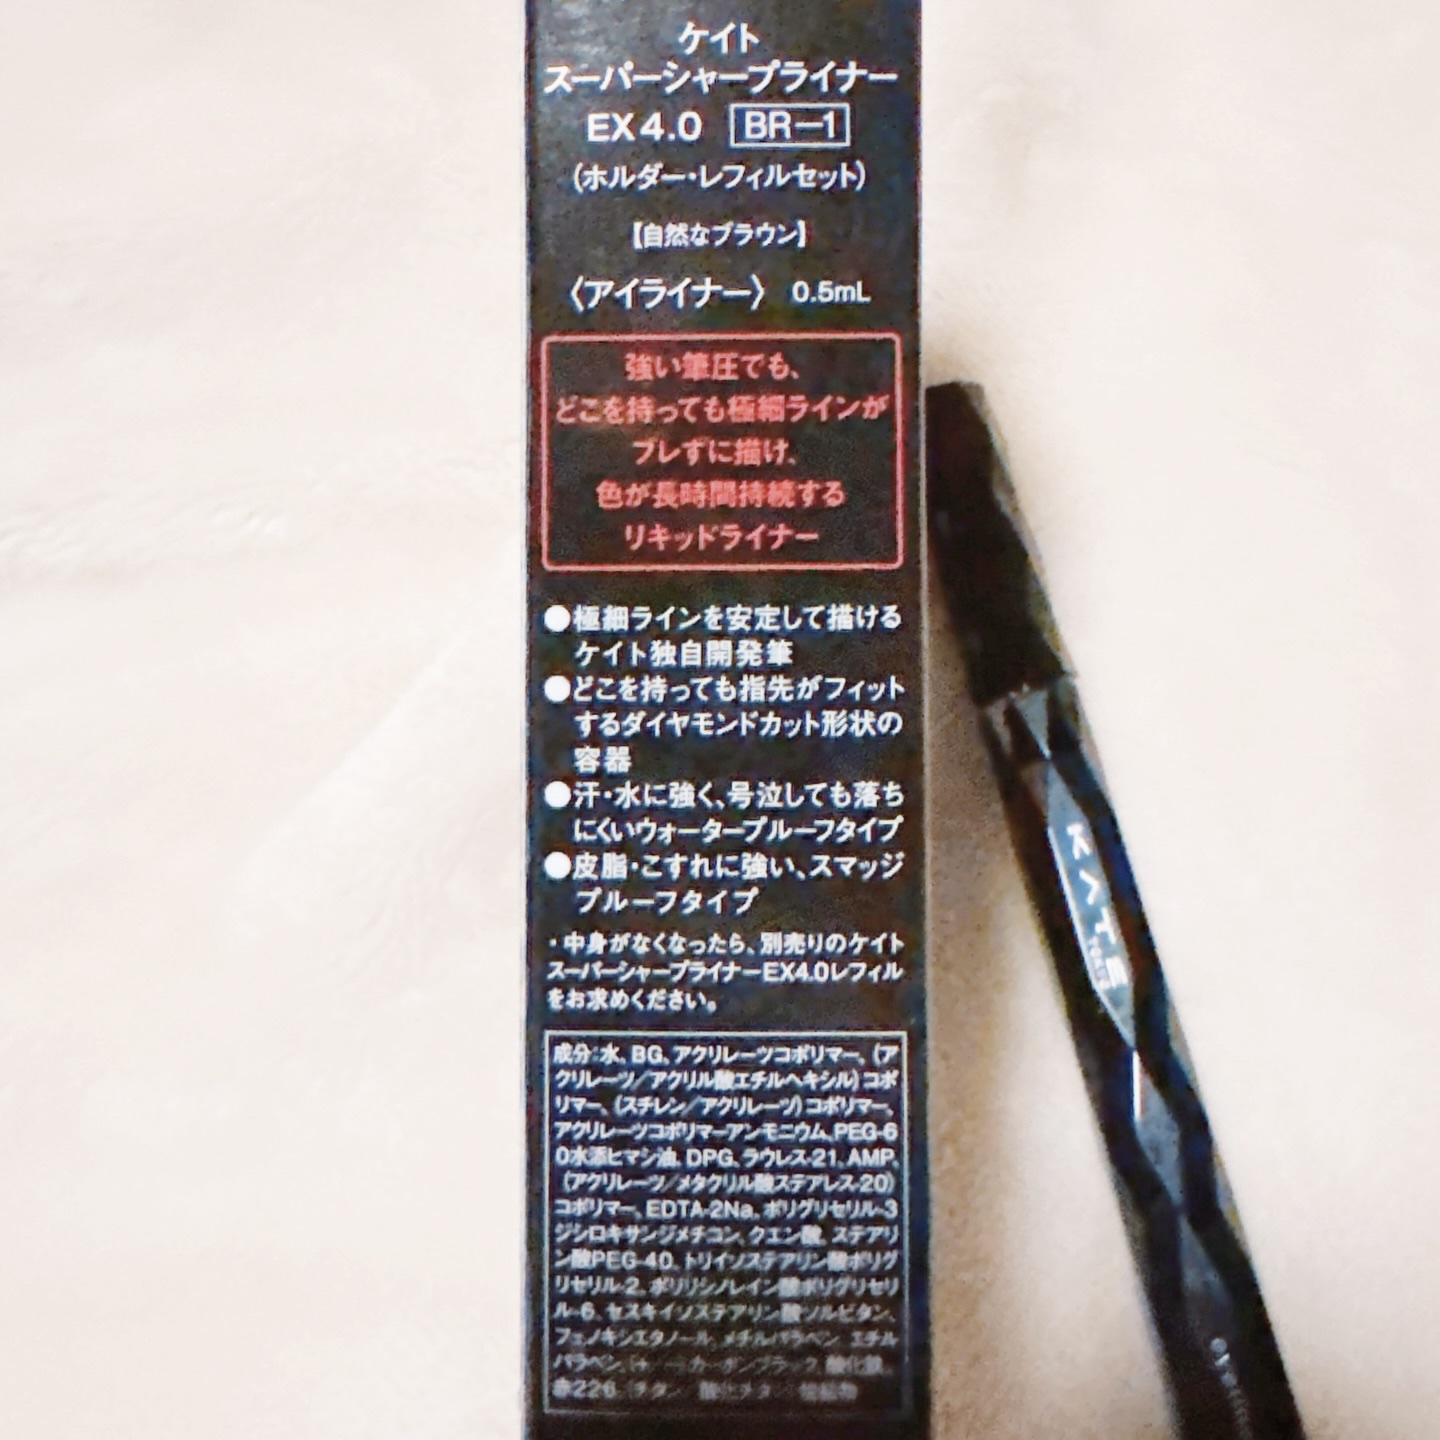 ケイト
スーパーシャープライナー
EX4.0 BR-1
(ホルダー・レフィルセット)
【自然なブラウン】
〈アイライナー〉 0.5mL
強い筆圧でも、
どこを持っても極細ラインが
ブレずに描け、
色が長時間持続する
リキッドライナー
●極細ラインを安定して描ける
ケイト独自開発筆
●どこを持っても指先がフィット
するダイヤモンドカット形状の
容器
●汗・水に強く、号泣しても落ち
にくいウォータープルーフタイプ
●皮脂・こすれに強い、スマッジ
プルーフタイプ
・中身がなくなったら、別売りのケイト
スーパーシャープライナーEX4.0レフィル
をお求めください。
成分:水、BG、アクリレーツコポリマー、(ア
クリレーツ/アクリル酸エチルヘキシル)コポ
リマー、(スチレン/アクリレーツ)コポリマー、
アクリレーツコポリマーアンモニウム、PEG-6
0水添ヒマシ油、DPG、ラウレス-21、AMP、
(アクリレーツ/メタクリル酸ステアレス-20)
コポリマー、EDTA-2Na、ポリグリセリル-3
ジシロキサンジメチコン、クエン酸、ステアリ
ン酸PEG-40、トリイソステアリン酸ポリグ
リセリル-2、ポリリシノレイン酸ポリグリセリ
ル-6、セスキイソステアリン酸ソルビタン、
フェノキシエタノール、メチルパラベン、エチル
パラベン、カーボンブラック、酸化鉄、
赤226
KATE
TOKYO